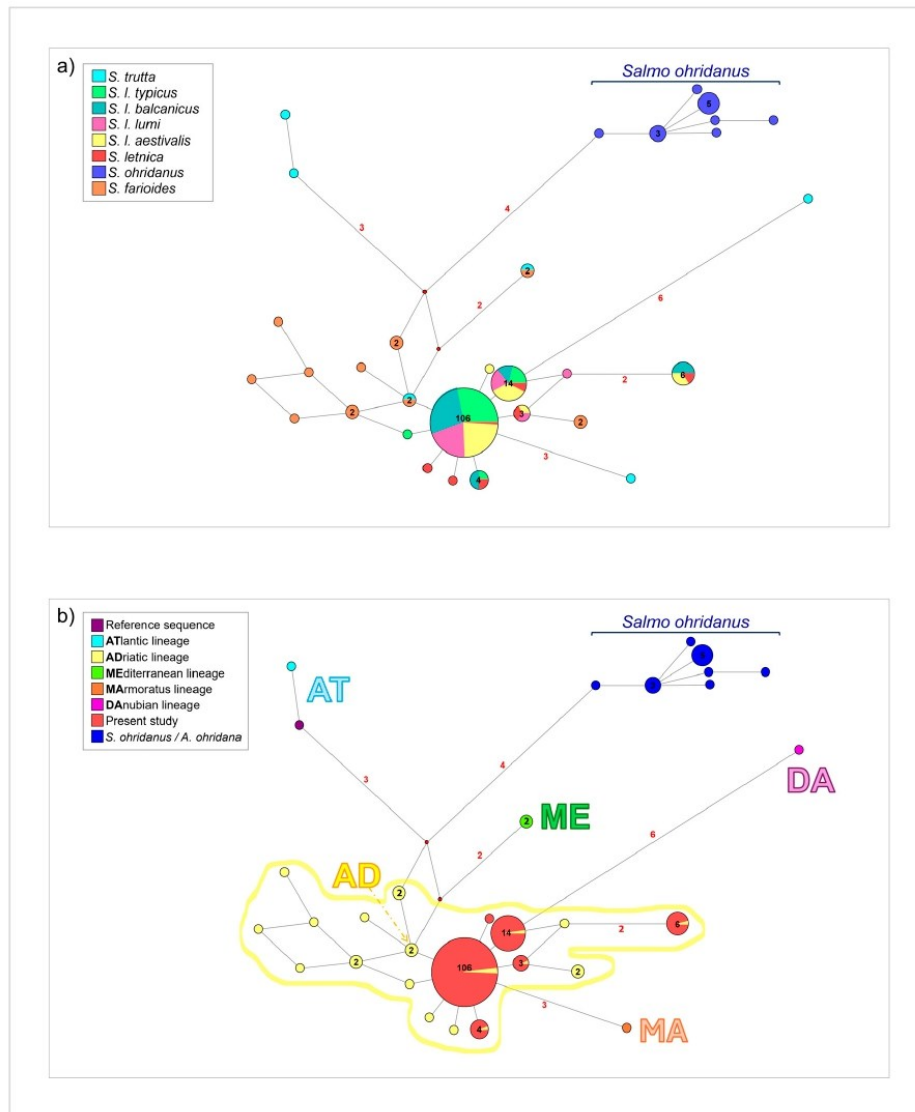 a)
S. trutta
S. l. typicus
S. l. balcanicus
S. l. lumi
S. l. aestivalis
S. letnica
S. ohridanus
S. farioides
Salmo ohridanus
5
3
3
4
2
6
2
2
14
2
6
2
2
106
3
2
3
4
b)
Reference sequence
ATlantic lineage
ADriatic lineage
MEditerranean lineage
MArmoratus lineage
DAnubian lineage
Present study
S. ohridanus / A. ohridana
Salmo ohridanus
AT
DA
3
4
2
ME
6
2
AD
2
14
2
6
2
2
106
3
2
3
4
MA